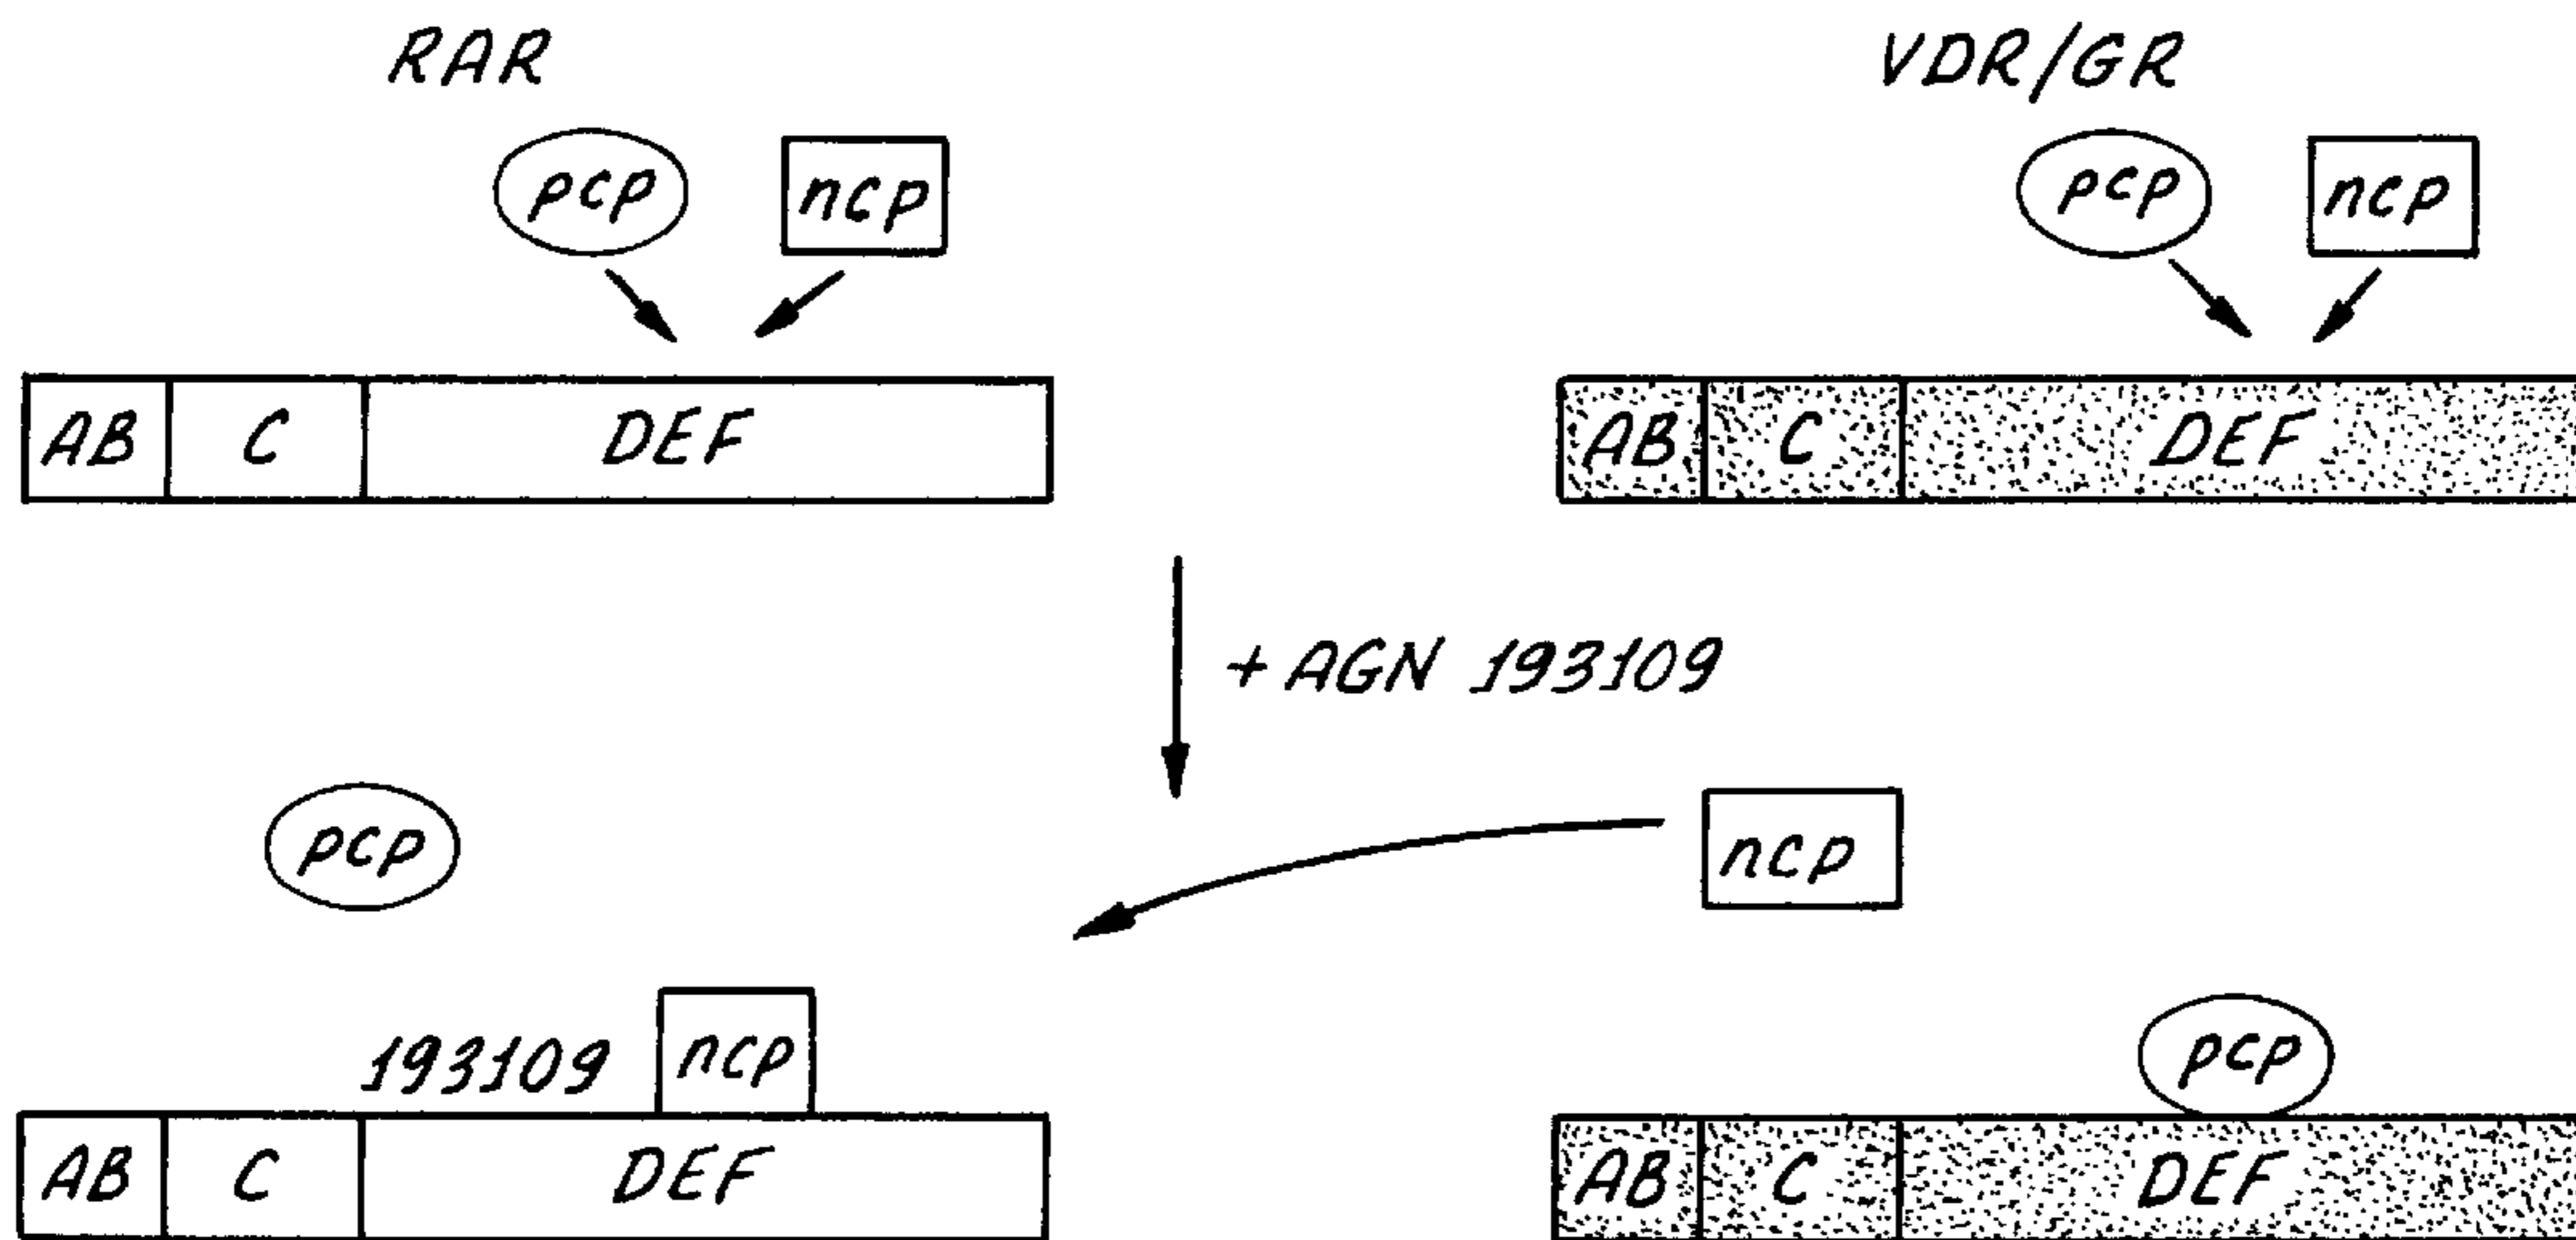 RAR VDR/GR
pcp ncp pcp ncp
AB C DEF AB C DEF
+ AGN 193109
pcp ncp
193109 ncp pcp
AB C DEF AB C DEF